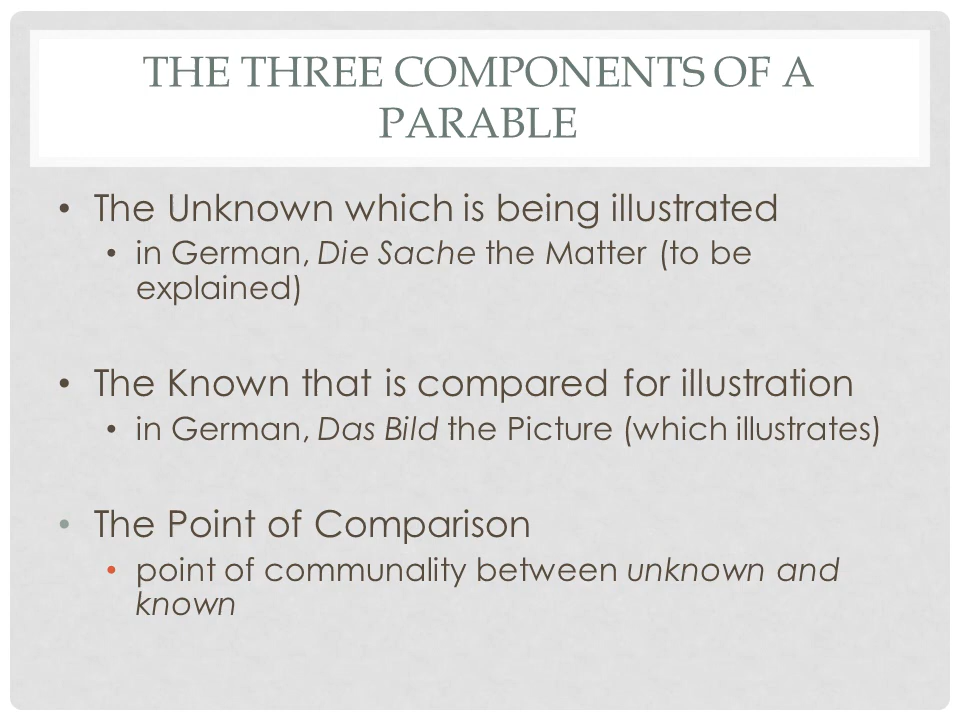 THE THREE COMPONENTS OF A
PARABLE
• The Unknown which is being illustrated
• in German, Die Sache the Matter (to be
explained)
• The Known that is compared for illustration
• in German, Das Bild the Picture (which illustrates)
• The Point of Comparison
• point of communality between unknown and
known